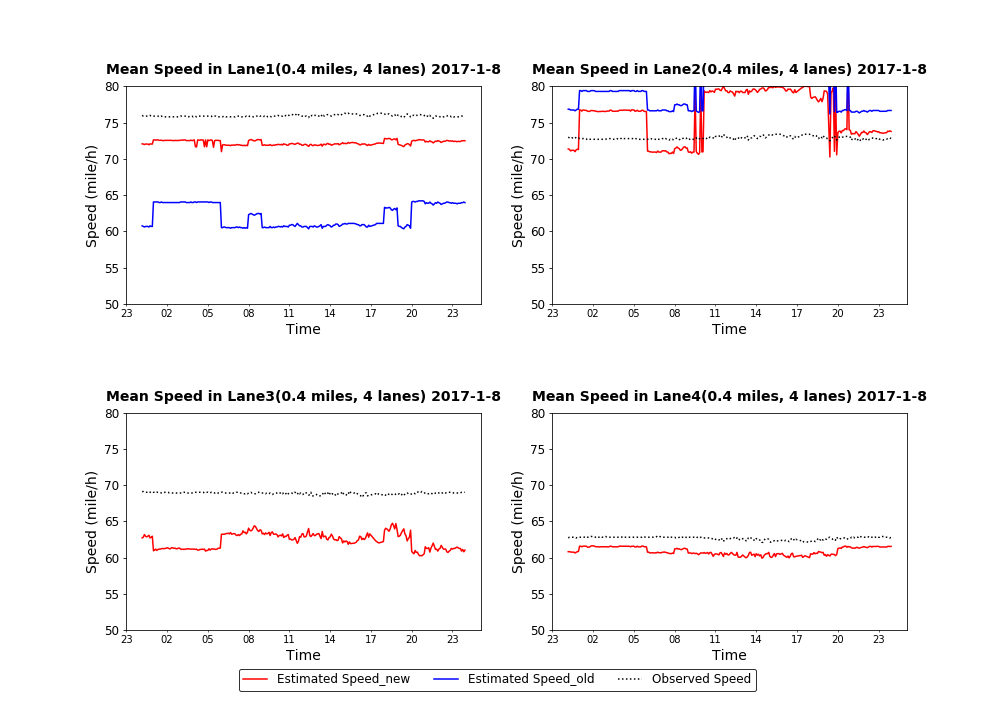 Mean Speed in Lane1(0.4 miles, 4 lanes) 2017-1-8
80
75
70
65
60
55
50
Speed (mile/h)
23 02 05 08 11 14 17 20 23
Time
Mean Speed in Lane2(0.4 miles, 4 lanes) 2017-1-8
80
75
70
65
60
55
50
Speed (mile/h)
23 02 05 08 11 14 17 20 23
Time
Mean Speed in Lane3(0.4 miles, 4 lanes) 2017-1-8
80
75
70
65
60
55
50
Speed (mile/h)
23 02 05 08 11 14 17 20 23
Time
Mean Speed in Lane4(0.4 miles, 4 lanes) 2017-1-8
80
75
70
65
60
55
50
Speed (mile/h)
23 02 05 08 11 14 17 20 23
Time
Estimated Speed_new Estimated Speed_old Observed Speed